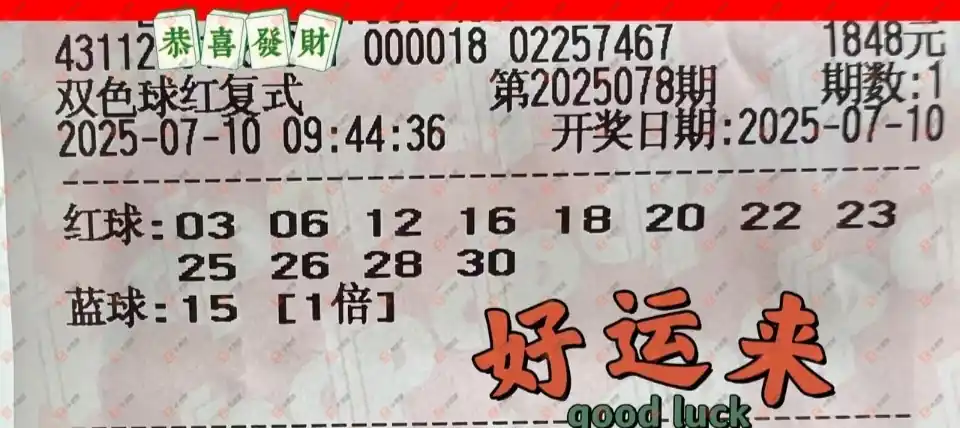 43112 恭喜發財 000018 02257467 1848元
双色球红复式 第2025078期 期数:1
2025-07-10 09:44:36 开奖日期:2025-07-10
红球:03 06 12 16 18 20 22 23
25 26 28 30
蓝球:15 [1倍]
好运来
good luck